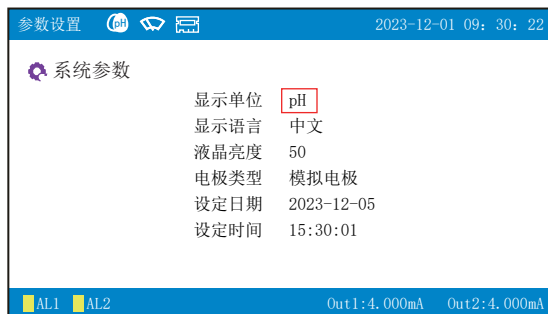 参数设置 pH 2023-12-01 09: 30: 22
系统参数
显示单位 pH
显示语言 中文
液晶亮度 50
电极类型 模拟电极
设定日期 2023-12-05
设定时间 15:30:01
AL1 AL2 Out1:4.000mA Out2:4.000mA